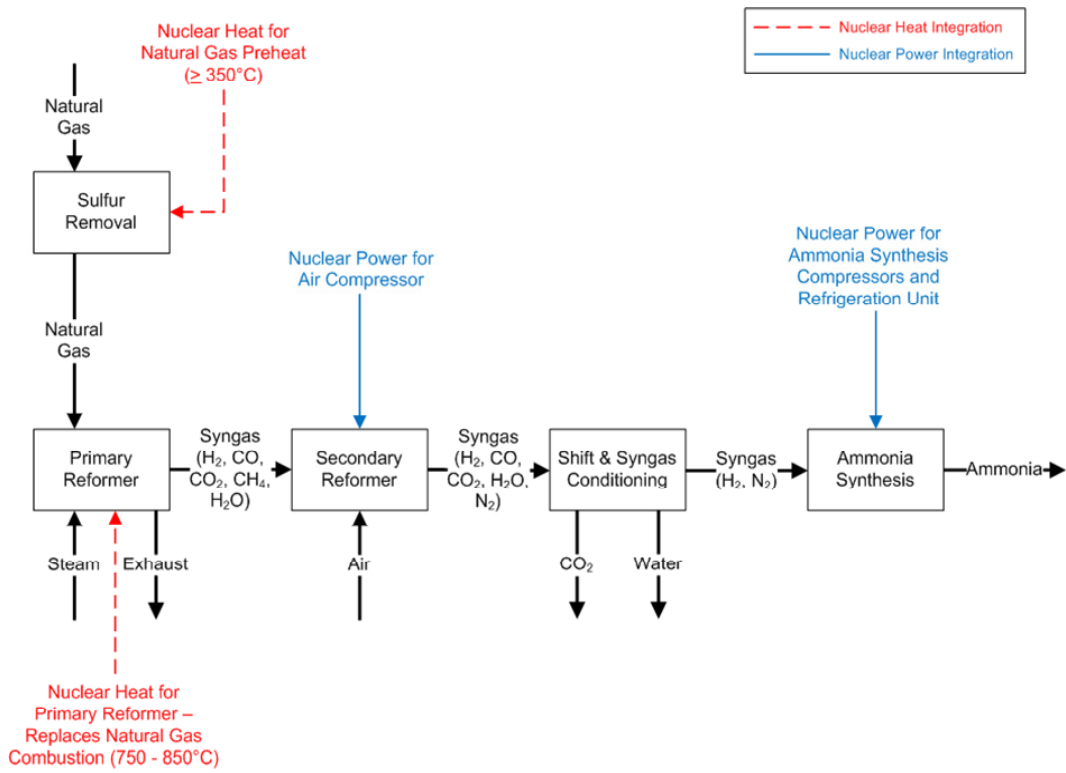 Nuclear Heat for
Natural Gas Preheat
(≥ 350°C)
Nuclear Heat Integration
Nuclear Power Integration
Natural
Gas
Sulfur
Removal
Nuclear Power for
Air Compressor
Nuclear Power for
Ammonia Synthesis
Compressors and
Refrigeration Unit
Natural
Gas
Primary
Reformer
Syngas
(H₂, CO,
CO₂, CH₄,
H₂O)
Secondary
Reformer
Syngas
(H₂, CO,
CO₂, H₂O,
N₂)
Shift & Syngas
Conditioning
Syngas
(H₂, N₂)
Ammonia
Synthesis
Ammonia
Steam
Exhaust
Air
CO₂
Water
Nuclear Heat for
Primary Reformer –
Replaces Natural Gas
Combustion (750 - 850°C)